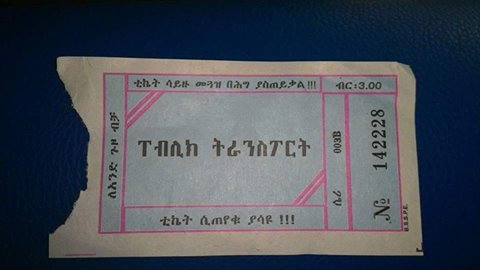 ቲኬት ሳይዙ መጓዝ በሕግ ያስጠይቃል!!!
ብር፡3.00
ለአንድ ጉዞ ብቻ
ፐብሊክ ትራንስፖርት
ሴሪ 003B
№ 142228
ቲኬት ሲጠየቁ ያሳዩ !!!
B.S.P.E.